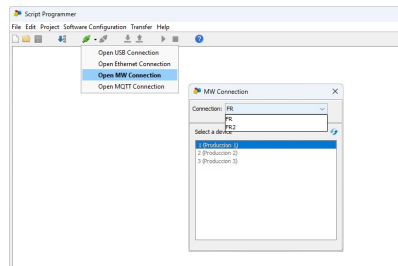 Script Programmer
File Edit Project Software Configuration Transfer Help
Open USB Connection
Open Ethernet Connection
Open MW Connection
Open MQTT Connection
MW Connection
Connection: FR
FR
FR2
Select a device
1 (Produccion 1)
2 (Produccion 2)
3 (Produccion 3)